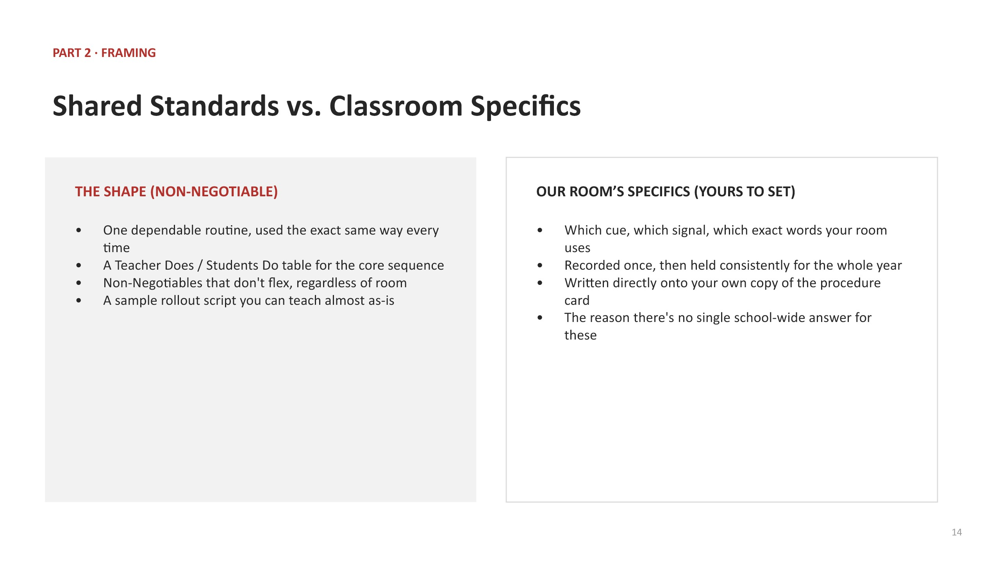 PART 2 · FRAMING
Shared Standards vs. Classroom Specifics
THE SHAPE (NON-NEGOTIABLE)
• One dependable routine, used the exact same way every
time
• A Teacher Does / Students Do table for the core sequence
• Non-Negotiables that don't flex, regardless of room
• A sample rollout script you can teach almost as-is
OUR ROOM’S SPECIFICS (YOURS TO SET)
• Which cue, which signal, which exact words your room
uses
• Recorded once, then held consistently for the whole year
• Written directly onto your own copy of the procedure
card
• The reason there's no single school-wide answer for
these
14